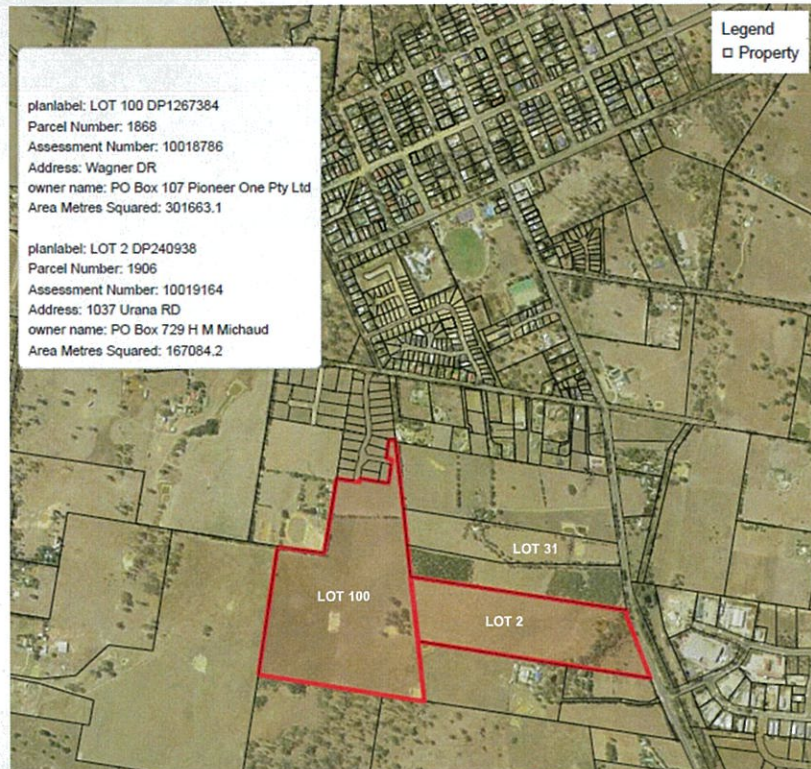 Legend
Property
planlabel: LOT 100 DP1267384
Parcel Number: 1868
Assessment Number: 10018786
Address: Wagner DR
owner name: PO Box 107 Pioneer One Pty Ltd
Area Metres Squared: 301663.1
planlabel: LOT 2 DP240938
Parcel Number: 1906
Assessment Number: 10019164
Address: 1037 Urana RD
owner name: PO Box 729 H M Michaud
Area Metres Squared: 167084.2
LOT 31
LOT 100
LOT 2